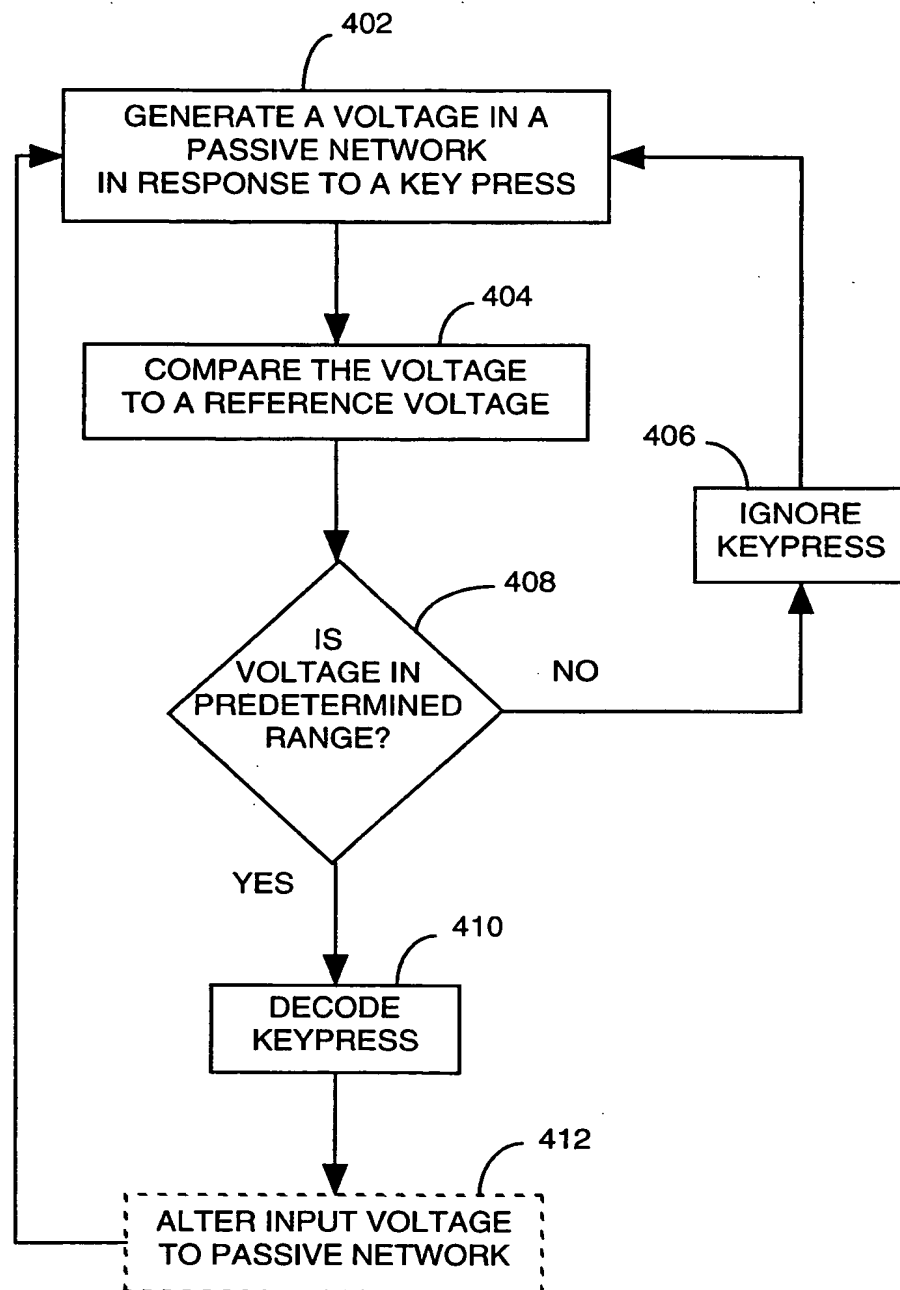 402
GENERATE A VOLTAGE IN A
PASSIVE NETWORK
IN RESPONSE TO A KEY PRESS
404
COMPARE THE VOLTAGE
TO A REFERENCE VOLTAGE
406
IGNORE
KEYPRESS
408
IS
VOLTAGE IN
PREDETERMINED
RANGE?
NO
YES
410
DECODE
KEYPRESS
412
ALTER INPUT VOLTAGE
TO PASSIVE NETWORK